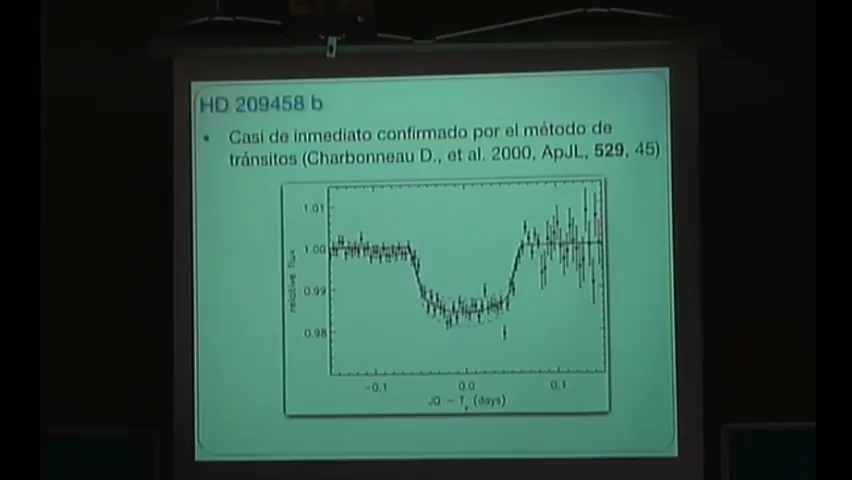 HD 209458 b
• Casi de inmediato confirmado por el método de
tránsitos (Charbonneau D., et al. 2000, ApJL, 529, 45)
1.01
1.00
0.99
0.98
relative flux
-0.1 0.0 0.1
JD - Tc (days)